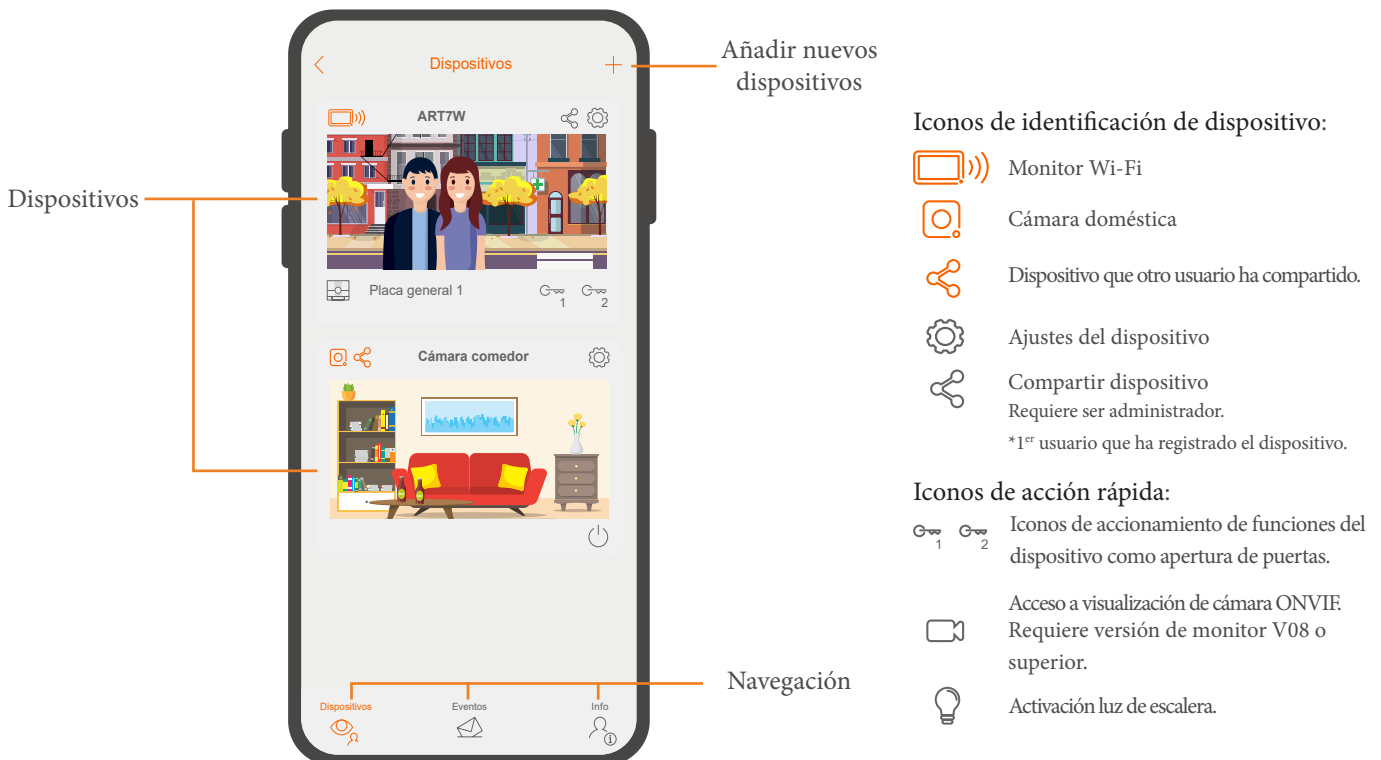 Dispositivos
Añadir nuevos
dispositivos
ART7W
Dispositivos
Placa general 1
1
2
Cámara comedor
Navegación
Dispositivos
Eventos
Info
Iconos de identificación de dispositivo:
Monitor Wi-Fi
Cámara doméstica
Dispositivo que otro usuario ha compartido.
Ajustes del dispositivo
Compartir dispositivo
Requiere ser administrador.
*1er usuario que ha registrado el dispositivo.
Iconos de acción rápida:
1
2
Iconos de accionamiento de funciones del
dispositivo como apertura de puertas.
Acceso a visualización de cámara ONVIF.
Requiere versión de monitor V08 o
superior.
Activación luz de escalera.